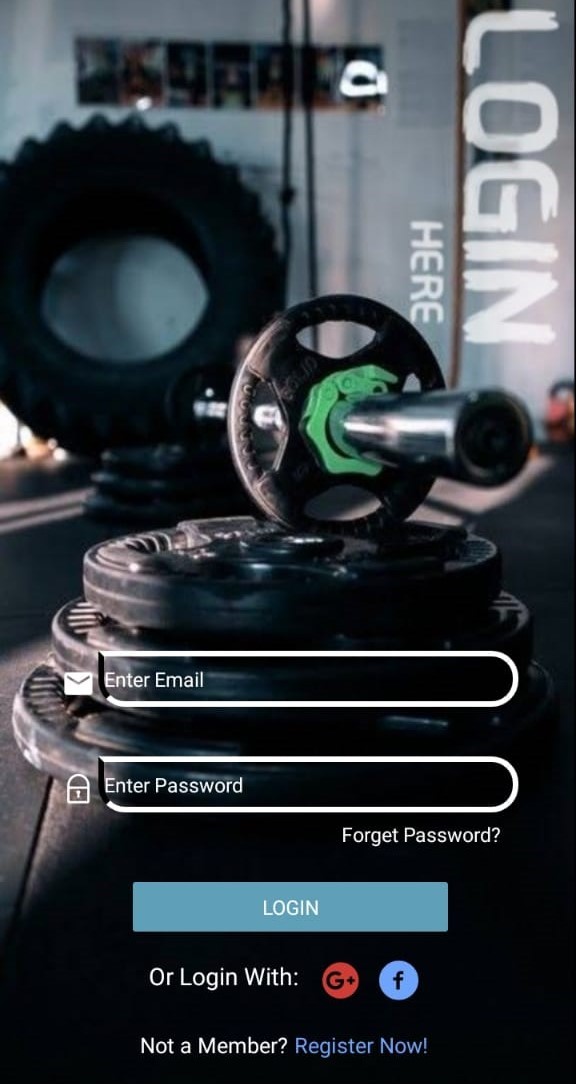 LOGIN
HERE
Enter Email
Enter Password
Forget Password?
LOGIN
Or Login With: G+ f
Not a Member? Register Now!